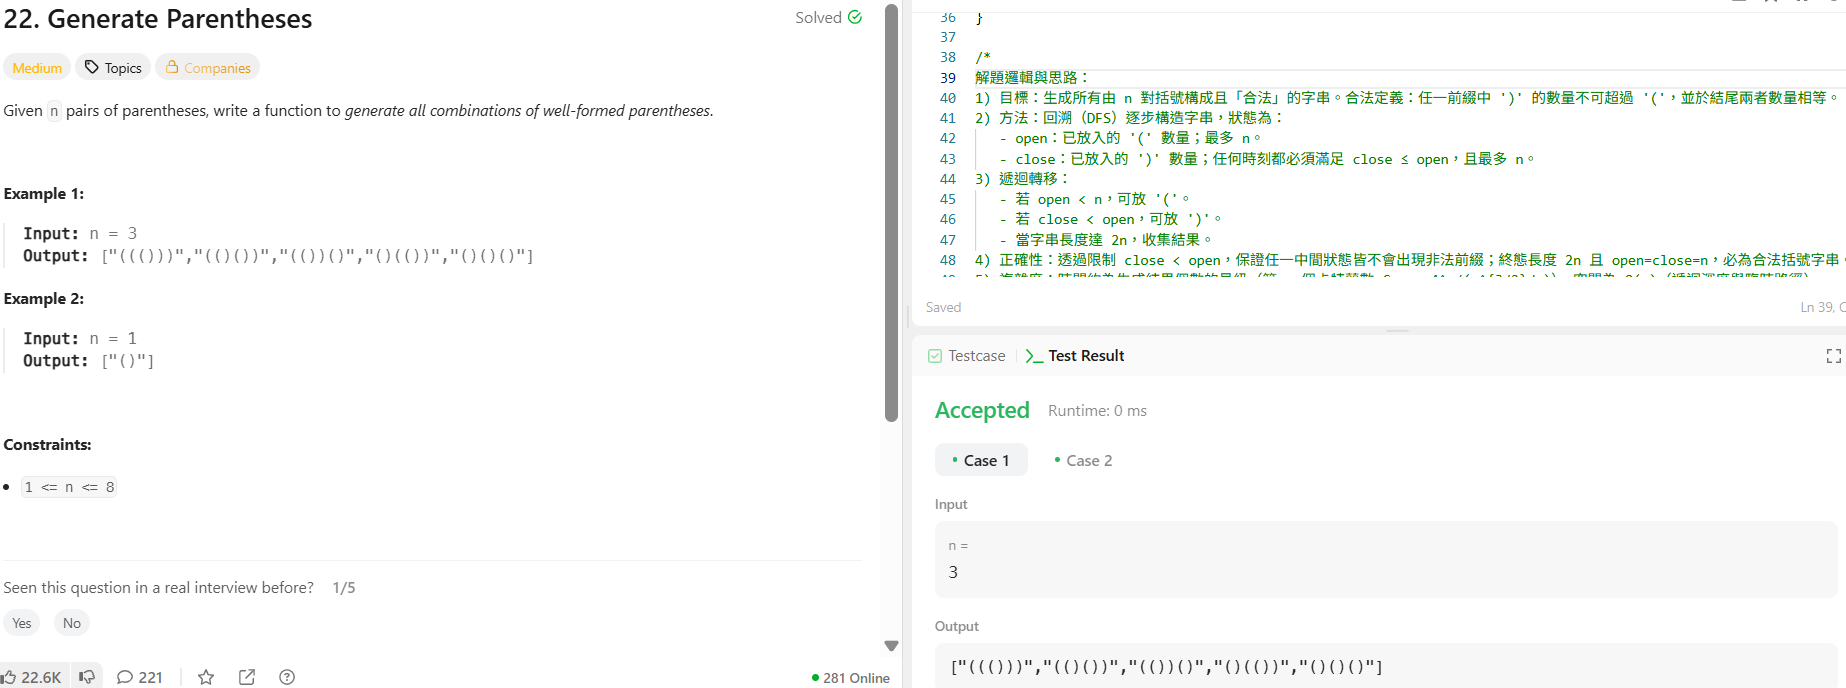 22. Generate Parentheses
Solved
Medium
Topics
Companies
Given n pairs of parentheses, write a function to generate all combinations of well-formed parentheses.
Example 1:
Input: n = 3
Output: ["((()))","(()())","(())()","()(())","()()()"]
Example 2:
Input: n = 1
Output: ["()"]
Constraints:
1 <= n <= 8
Seen this question in a real interview before? 1/5
Yes No
22.6K 221 281 Online
36 }
37
38 /*
39 解題邏輯與思路：
40 1) 目標：生成所有由 n 對括號構成且「合法」的字串。合法定義：任一前綴中 ')' 的數量不可超過 '('，並於結尾兩者數量相等。
41 2) 方法：回溯（DFS）逐步構造字串，狀態為：
42 - open：已放入的 '(' 數量；最多 n。
43 - close：已放入的 ')' 數量；任何時刻都必須滿足 close ≤ open，且最多 n。
44 3) 遞迴轉移：
45 - 若 open < n，可放 '('。
46 - 若 close < open，可放 ')'。
47 - 當字串長度達 2n，收集結果。
48 4) 正確性：透過限制 close < open，保證任一中間狀態皆不會出現非法前綴；終態長度 2n 且 open=close=n，必為合法括號字串。
Saved
Ln 39,
Testcase
Test Result
Accepted Runtime: 0 ms
Case 1 Case 2
Input
n =
3
Output
["((()))","(()())","(())()","()(())","()()()"]